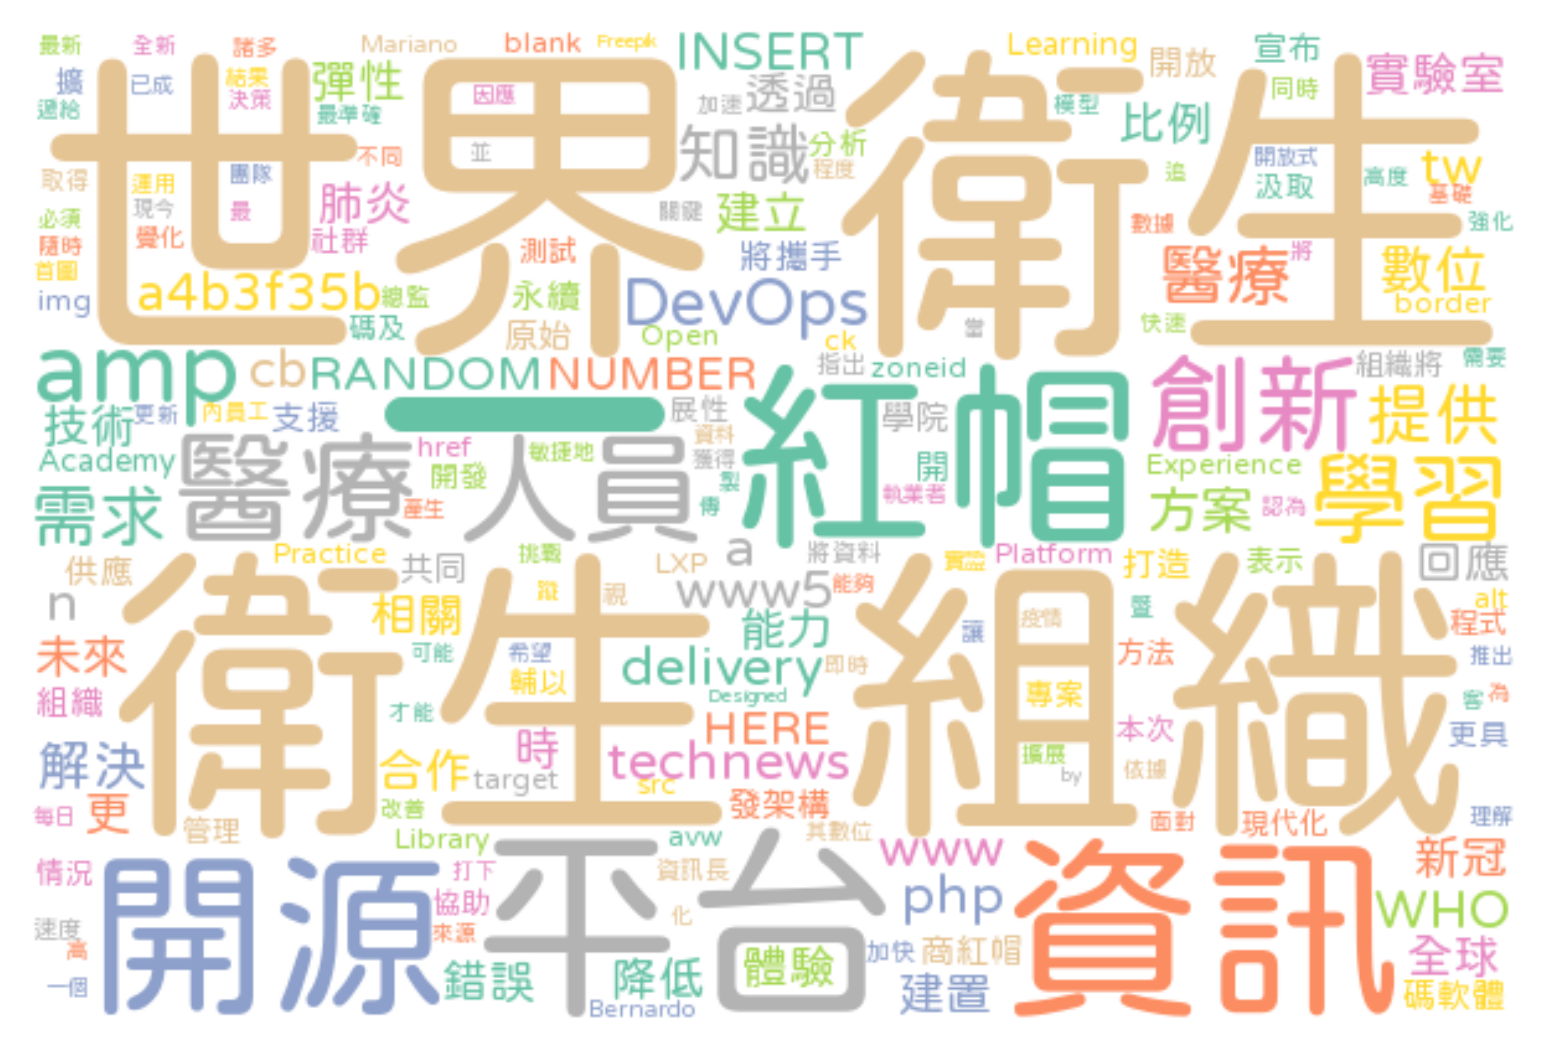 最新 全新 諸多 Mariano blank Freepik INSERT Learning 宣布
擴 已成 結果 彈性 因應 加速 透過 模型 開放 同時 實驗室
遞給 決策 最準確 知識 分析 比例
世界 衛生
取得 運用 團隊 不同 並 程度 追 開放式 汲取 高度 tw 基礎
必須 現今 最 肺炎 關鍵 建立 數據 強化
隨時 變化 社群 測試 將攜手 醫療 將 數位
首圖 a4b3f35b 總監 永續 DevOps border
img 碼及 原始 Open ck 當 快速
amp cb RANDOM NUMBER 指出 zoneid 創新 組織將 需要
技術 更新 內員工 支援 一 展性 紅帽 學院 提供
Academy 醫療人員 href 敏捷地 資料 獲得 開 Experience 學習
需求 開發 產生 製 傳 執業者 方案 認為
供應 Practice 共同 挑戰 LXP a 將資料 實證 Platform 打造 表示 回應
n 相關 蹤 視 www5 能夠 疫情 暨 alt
衛生組織
未來 可能 希望 能力 讓 方法 程式
組織 才能 輔以 delivery 即時 專案 推出
Designed 本次 客 為
解決 合作 時 HERE 擴展 更具
target technews src by 依據
每日 更 管理 改善 發架構 其數位 面對 現代化 理解
Library avw www 新冠
情況 開源 打下 平台 資訊長 資訊
協助 php WHO
速度 來源 化 全球
高 錯誤 降低 體驗 加快 商紅帽
一個 Bernardo 建置 碼軟體